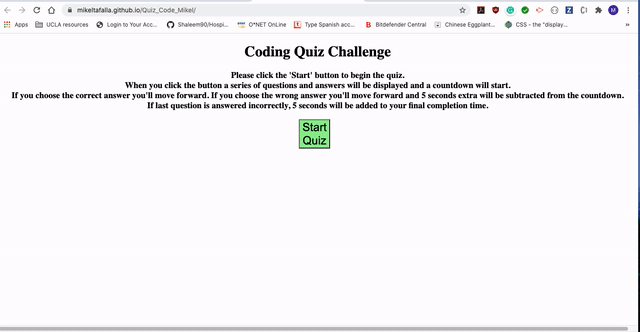 mikeltafalla.github.io/Quiz_Code_Mikel/
Apps UCLA resources Login to Your Acc... Shaleem90/Hospi... O*NET OnLine Type Spanish acc... Bitdefender Central Chinese Eggplant... CSS - the "display...
Coding Quiz Challenge
Please click the 'Start' button to begin the quiz.
When you click the button a series of questions and answers will be displayed and a countdown will start.
If you choose the correct answer you'll move forward. If you choose the wrong answer you'll move forward and 5 seconds extra will be subtracted from the countdown.
If last question is answered incorrectly, 5 seconds will be added to your final completion time.
Start
Quiz